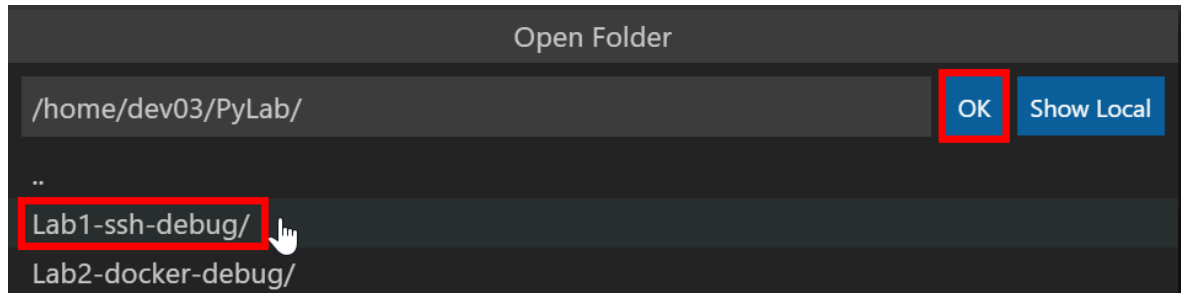 Open Folder
/home/dev03/PyLab/ OK Show Local
..
Lab1-ssh-debug/
Lab2-docker-debug/